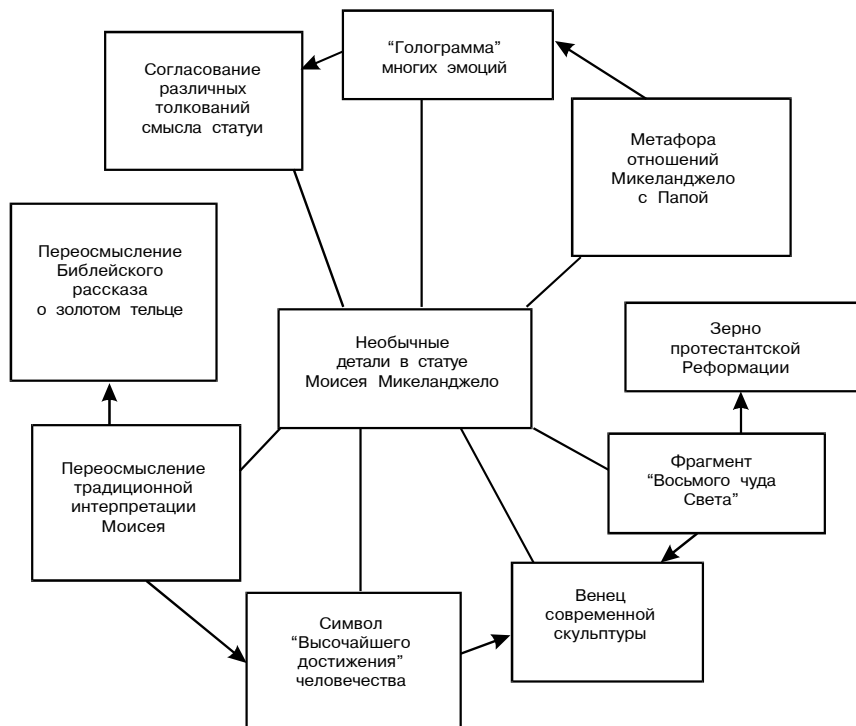 “Голограмма”
многих эмоций
Согласование
различных
толкований
смысла статуи
Метафора
отношений
Микеланджело
с Папой
Переосмысление
Библейского
рассказа
о золотом тельце
Необычные
детали в статуе
Моисея Микеланджело
Зерно
протестантской
Реформации
Переосмысление
традиционной
интерпретации
Моисея
Фрагмент
“Восьмого чуда
Света”
Символ
“Высочайшего
достижения”
человечества
Венец
современной
скульптуры